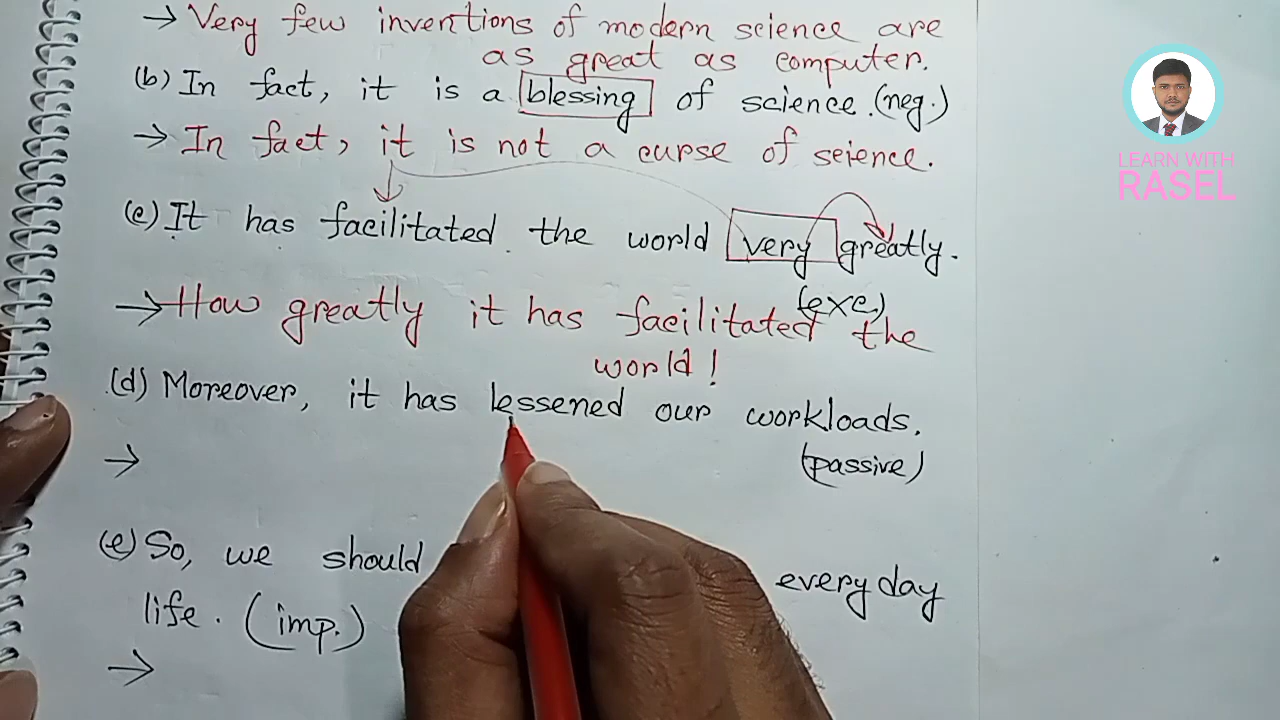 → Very few inventions of modern science are
as great as computer.
(b) In fact, it is a blessing of science. (neg.)
→ In fact, it is not a curse of science.
(c) It has facilitated the world very greatly.
(exc)
→ How greatly it has facilitated the
world!
(d) Moreover, it has lessened our workloads.
→ (passive)
(e) So, we should everyday
life. (imp.)
→
LEARN WITH
RASEL